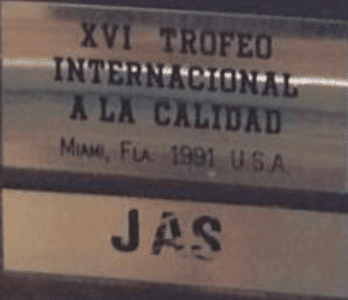 XVI TROFEO
INTERNACIONAL
A LA CALIDAD
MIAMI, FLA. 1991 U.S.A.
JAS